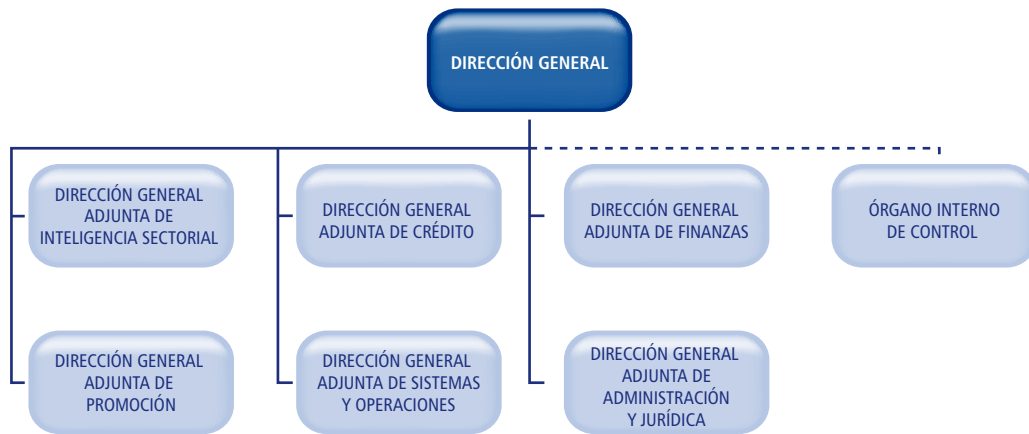 DIRECCIÓN GENERAL
DIRECCIÓN GENERAL
ADJUNTA DE
INTELIGENCIA SECTORIAL
DIRECCIÓN GENERAL
ADJUNTA DE CRÉDITO
DIRECCIÓN GENERAL
ADJUNTA DE FINANZAS
ÓRGANO INTERNO
DE CONTROL
DIRECCIÓN GENERAL
ADJUNTA DE
PROMOCIÓN
DIRECCIÓN GENERAL
ADJUNTA DE SISTEMAS
Y OPERACIONES
DIRECCIÓN GENERAL
ADJUNTA DE
ADMINISTRACIÓN
Y JURÍDICA